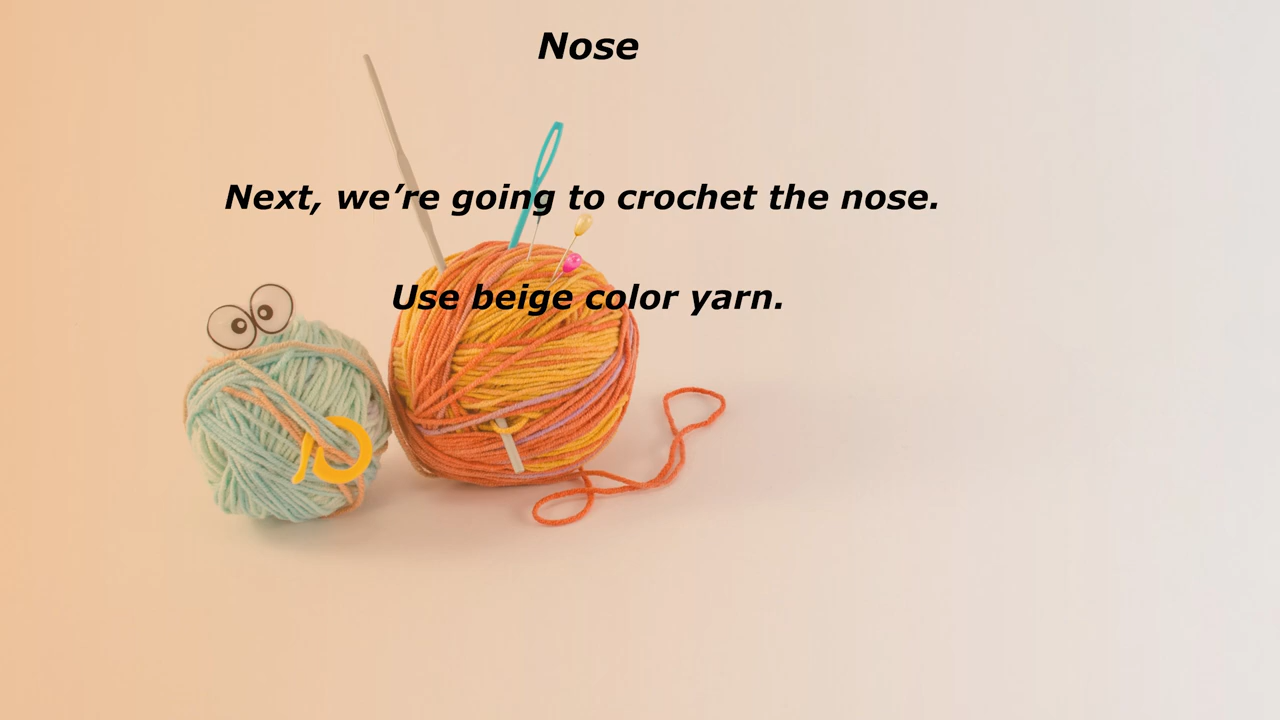 Nose
Next, we’re going to crochet the nose.
Use beige color yarn.